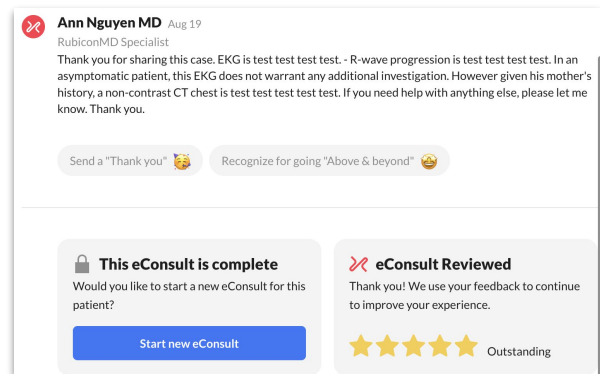 Ann Nguyen MD Aug 19
RubiconMD Specialist
Thank you for sharing this case. EKG is test test test test. - R-wave progression is test test test test. In an
asymptomatic patient, this EKG does not warrant any additional investigation. However given his mother's
history, a non-contrast CT chest is test test test test test. If you need help with anything else, please let me
know. Thank you.
Send a "Thank you"
Recognize for going "Above & beyond"
This eConsult is complete
Would you like to start a new eConsult for this
patient?
Start new eConsult
eConsult Reviewed
Thank you! We use your feedback to continue
to improve your experience.
Outstanding